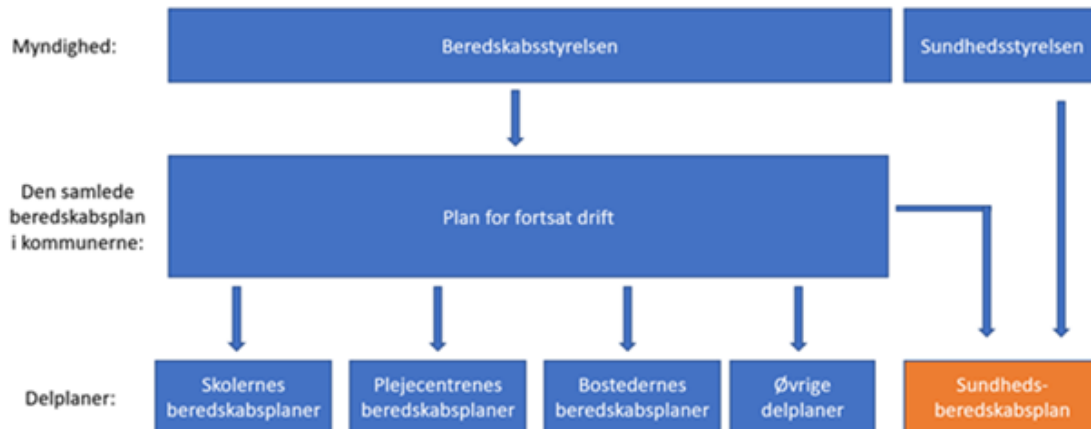 Myndighed:
Beredskabsstyrelsen
Sundhedsstyrelsen
Den samlede
beredskabsplan
i kommunerne:
Plan for fortsat drift
Delplaner:
Skolernes
beredskabsplaner
Plejecentrenes
beredskabsplaner
Bostedernes
beredskabsplaner
Øvrige
delplaner
Sundheds-
beredskabsplan